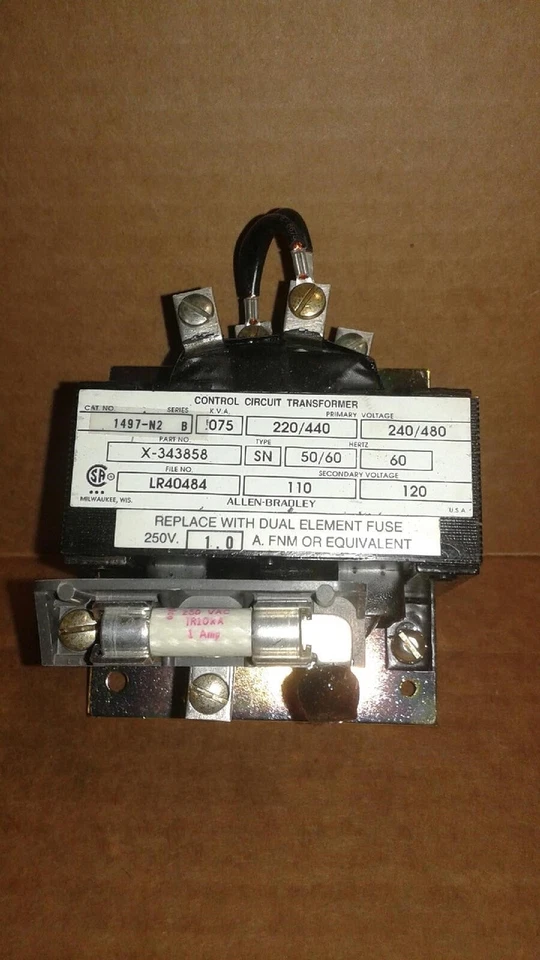 CONTROL CIRCUIT TRANSFORMER
CAT. NO. SERIES K.V.A. PRIMARY VOLTAGE
1497-N2 B .075 220/440 240/480
PART NO. TYPE HERTZ
X-343858 SN 50/60 60
FILE NO. SECONDARY VOLTAGE
LR40484 110 120
MILWAUKEE, WIS. ALLEN-BRADLEY U.S.A.
REPLACE WITH DUAL ELEMENT FUSE
250V. 1.0 A. FNM OR EQUIVALENT
250 VAC
IR10kA
1 Amp